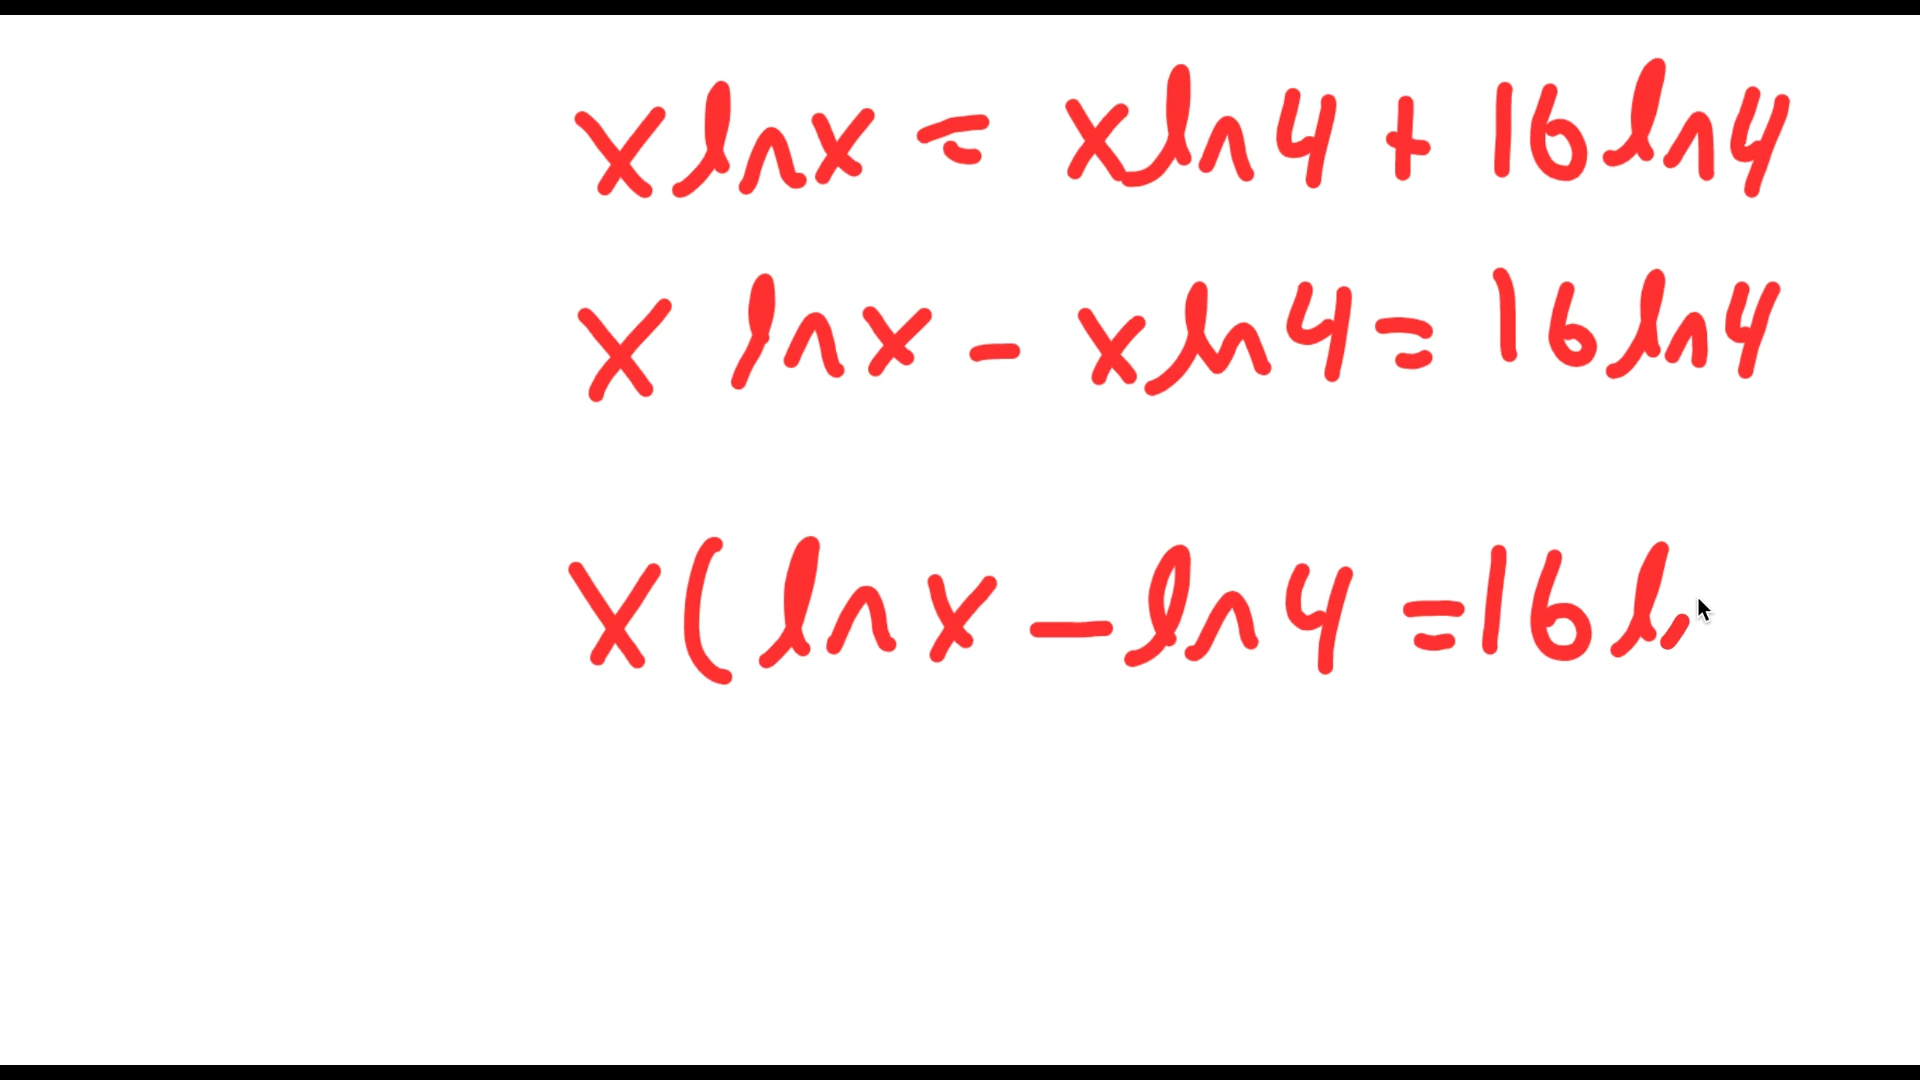 x ln x = x ln 4 + 16 ln 4
x ln x - x ln 4 = 16 ln 4
x ( ln x - ln 4 = 16 l